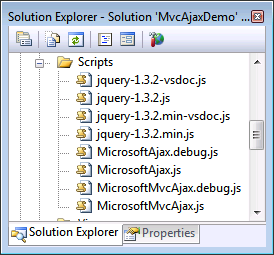 Solution Explorer - Solution 'MvcAjaxDemo' ...
Scripts
jquery-1.3.2-vsdoc.js
jquery-1.3.2.js
jquery-1.3.2.min-vsdoc.js
jquery-1.3.2.min.js
MicrosoftAjax.debug.js
MicrosoftAjax.js
MicrosoftMvcAjax.debug.js
MicrosoftMvcAjax.js
Solution Explorer
Properties